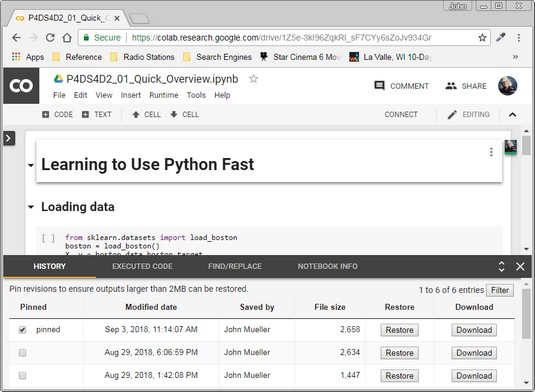 John
P4DS4D2_01_Quick_O
Secure https://colab.research.google.com/drive/1Z5e-3kI96ZqkRI_sF7CYy6sZoJv934Gr
Apps Reference Radio Stations Search Engines Star Cinema 6 Mov La Valle, WI 10-Day
CO P4DS4D2_01_Quick_Overview.ipynb
COMMENT SHARE
File Edit View Insert Runtime Tools Help
CODE TEXT CELL CELL CONNECT EDITING
Learning to Use Python Fast
Loading data
[ ] from sklearn.datasets import load_boston
boston = load_boston()
X, y = boston.data,boston.target
HISTORY EXECUTED CODE FIND/REPLACE NOTEBOOK INFO
Pin revisions to ensure outputs larger than 2MB can be restored. 1 to 6 of 6 entries Filter
Pinned Modified date Saved by File size Restore Download
pinned Sep 3, 2018, 11:14:07 AM John Mueller 2,658 Restore Download
Aug 29, 2018, 6:06:59 PM John Mueller 2,634 Restore Download
Aug 29, 2018, 1:42:08 PM John Mueller 1,447 Restore Download